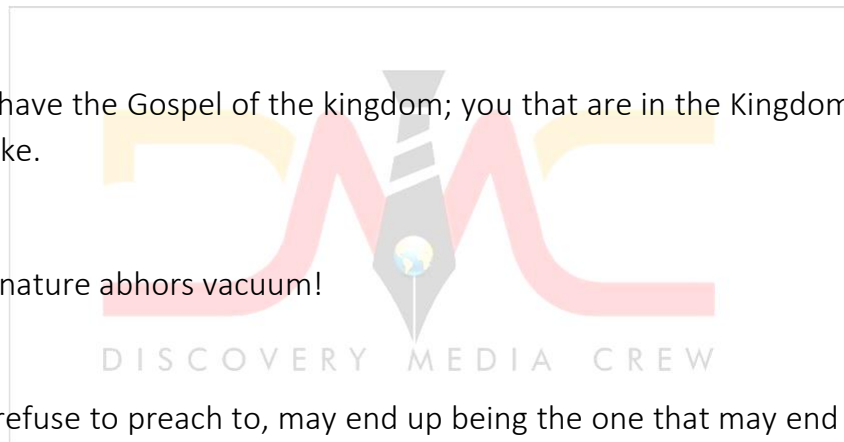 have the Gospel of the kingdom; you that are in the Kingdom
ke.
nature abhors vacuum!
DISCOVERY MEDIA CREW
refuse to preach to, may end up being the one that may end